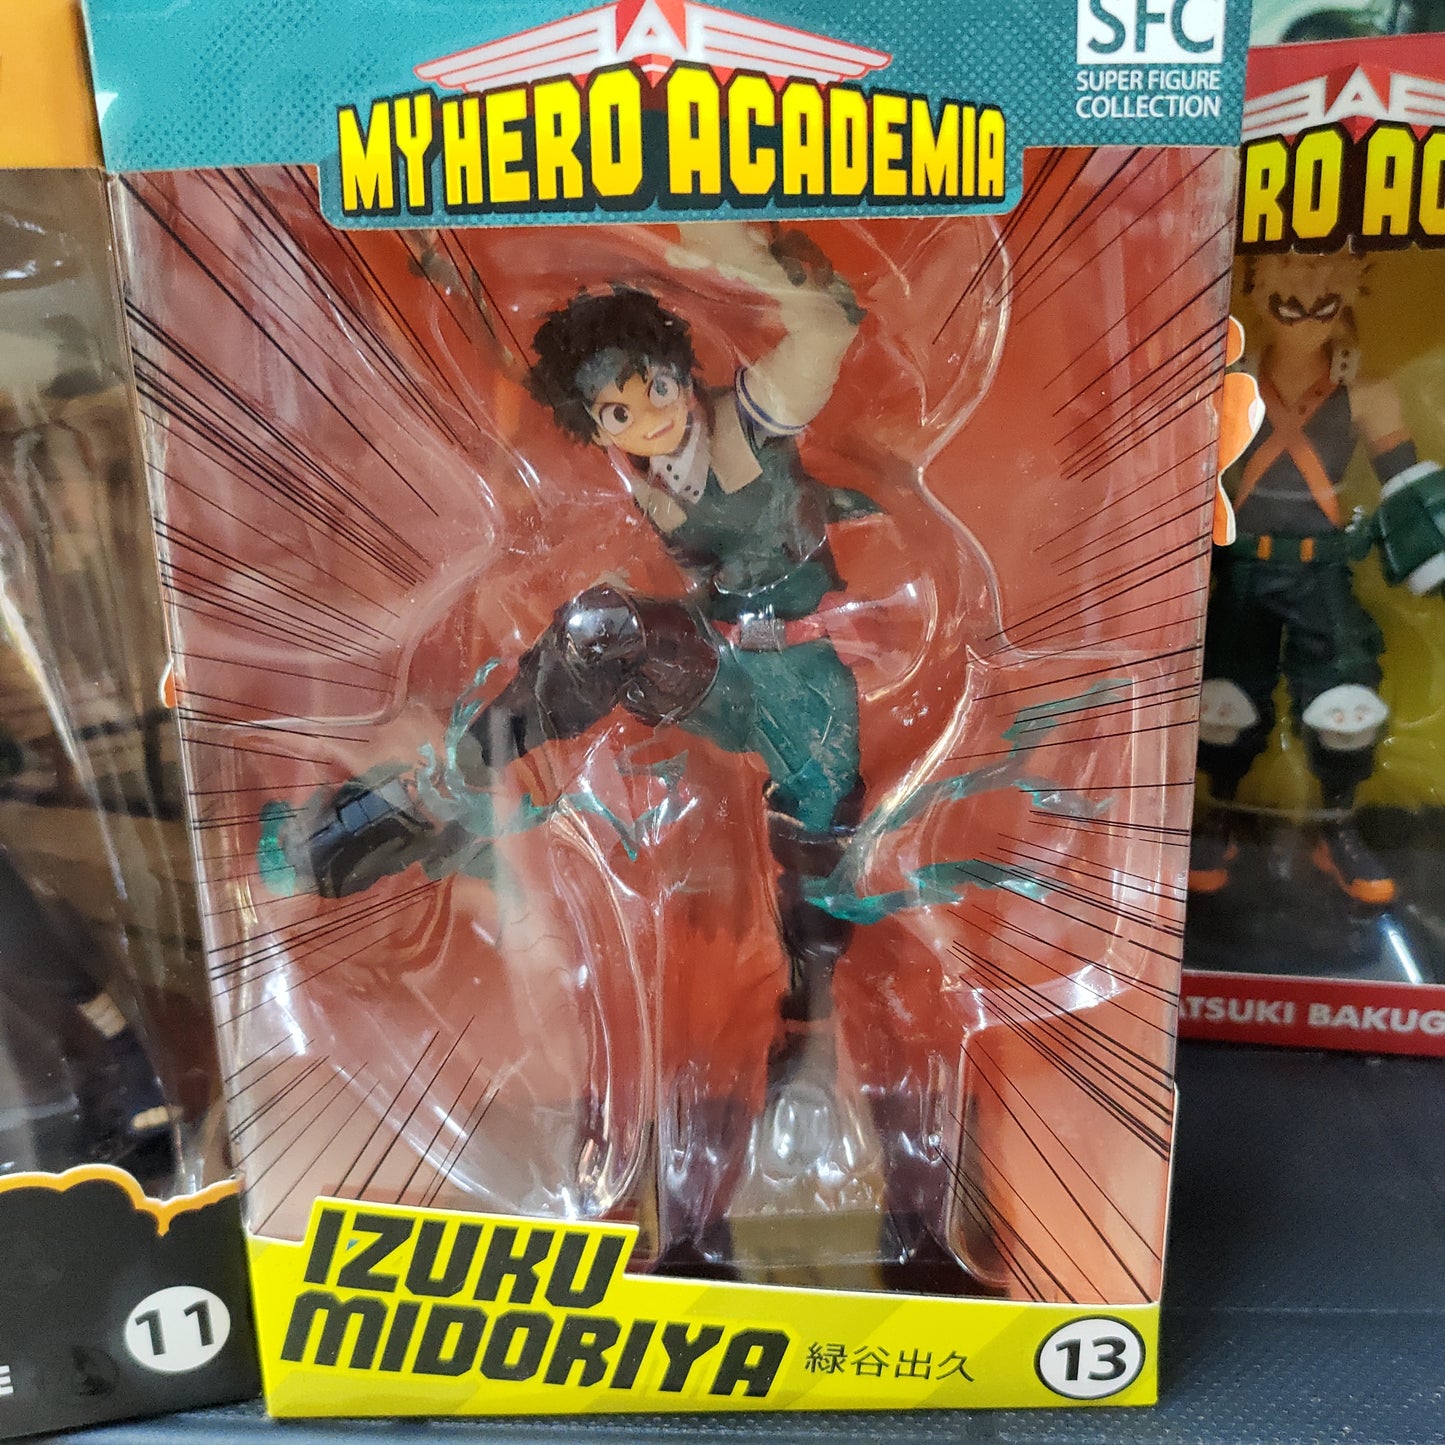 A
SFC
SUPER FIGURE
COLLECTION
MY HERO ACADEMIA
A
RO AC
ATSUKI BAKUG
IZUKU
MIDORIYA
緑谷出久
13
11
E